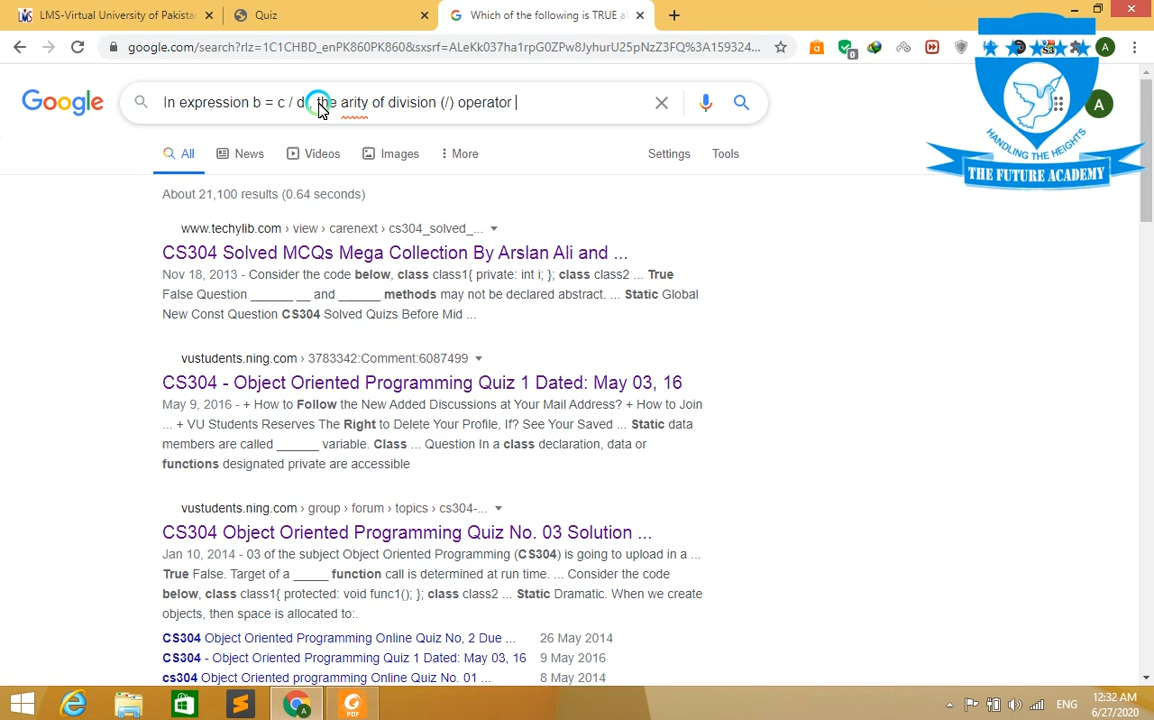 LMS-Virtual University of Pakista
Quiz
Which of the following is TRUE a
google.com/search?rlz=1C1CHBD_enPK860PK860&sxsrf=ALeKk037ha1rpG0ZPw8JyhurU25pNzZ3FQ%3A159324...
Google
In expression b = c / d , the arity of division (/) operator
HANDLING THE HEIGHTS
THE FUTURE ACADEMY
All
News
Videos
Images
More
Settings
Tools
About 21,100 results (0.64 seconds)
www.techylib.com › view › carenext › cs304_solved_...
CS304 Solved MCQs Mega Collection By Arslan Ali and ...
Nov 18, 2013 - Consider the code below, class class1{ private: int i; }; class class2 ... True
False Question ______ __ and ______ methods may not be declared abstract. ... Static Global
New Const Question CS304 Solved Quizs Before Mid ...
vustudents.ning.com › 3783342:Comment:6087499
CS304 - Object Oriented Programming Quiz 1 Dated: May 03, 16
May 9, 2016 - + How to Follow the New Added Discussions at Your Mail Address? + How to Join
... + VU Students Reserves The Right to Delete Your Profile, If? See Your Saved ... Static data
members are called ______ variable. Class ... Question In a class declaration, data or
functions designated private are accessible
vustudents.ning.com › group › forum › topics › cs304-...
CS304 Object Oriented Programming Quiz No. 03 Solution ...
Jan 10, 2014 - 03 of the subject Object Oriented Programming (CS304) is going to upload in a ...
True False. Target of a _____ function call is determined at run time. ... Consider the code
below, class class1{ protected: void func1(); }; class class2 ... Static Dramatic. When we create
objects, then space is allocated to:.
CS304 Object Oriented Programming Online Quiz No, 2 Due ... 26 May 2014
CS304 - Object Oriented Programming Quiz 1 Dated: May 03, 16 9 May 2016
cs304 Object Oriented programming Online Quiz No. 01 ... 8 May 2014
ENG
12:32 AM
6/27/2020